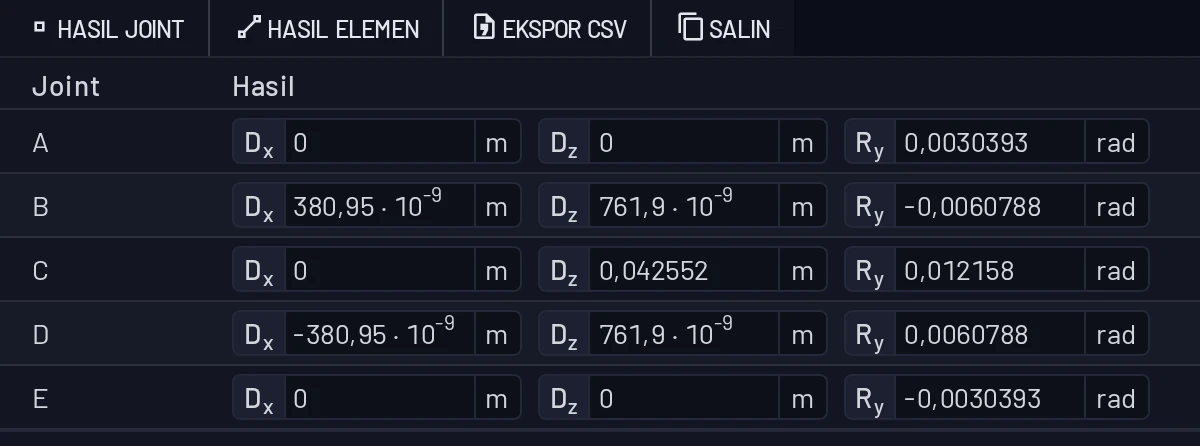 HASIL JOINT HASIL ELEMEN EKSPOR CSV SALIN
Joint Hasil
A Dx 0 m Dz 0 m Ry 0,0030393 rad
B Dx 380,95 · 10^-9 m Dz 761,9 · 10^-9 m Ry -0,0060788 rad
C Dx 0 m Dz 0,042552 m Ry 0,012158 rad
D Dx -380,95 · 10^-9 m Dz 761,9 · 10^-9 m Ry 0,0060788 rad
E Dx 0 m Dz 0 m Ry -0,0030393 rad